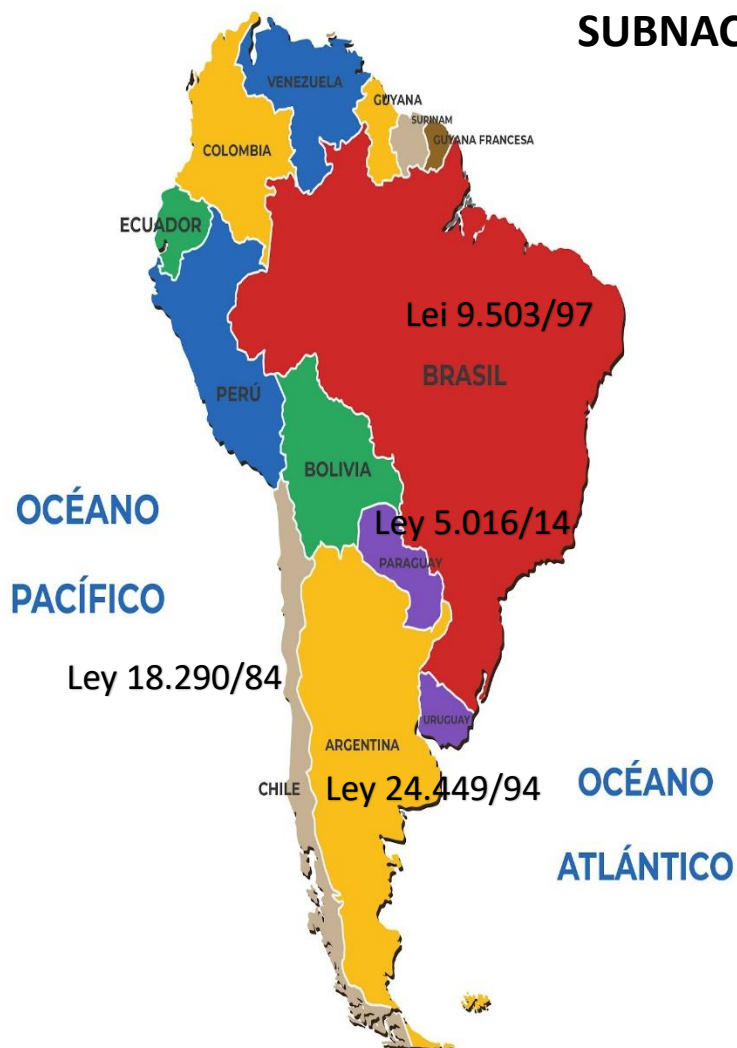 SUBNAC
VENEZUELA
GUYANA
SURINAM
GUYANA FRANCESA
COLOMBIA
ECUADOR
Lei 9.503/97
BRASIL
PERÚ
BOLIVIA
OCÉANO
PACÍFICO
Ley 5.016/14
PARAGUAY
Ley 18.290/84
URUGUAY
ARGENTINA
CHILE
Ley 24.449/94
OCÉANO
ATLÁNTICO